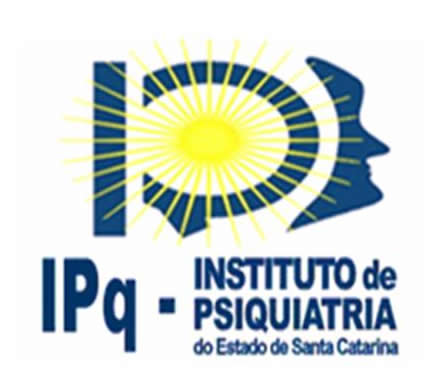 IPq - INSTITUTO de
PSIQUIATRIA
do Estado de Santa Catarina